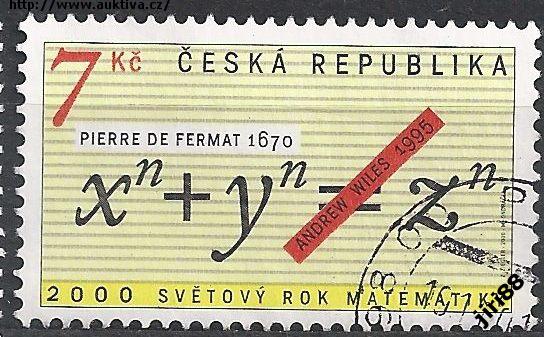 http://www.auktiva.cz/
7 Kč ČESKÁ REPUBLIKA
PIERRE DE FERMAT 1670
xⁿ + yⁿ = zⁿ
ANDREW WILES 1995
2000 SVĚTOVÝ ROK MATEMATIKY
jiri88